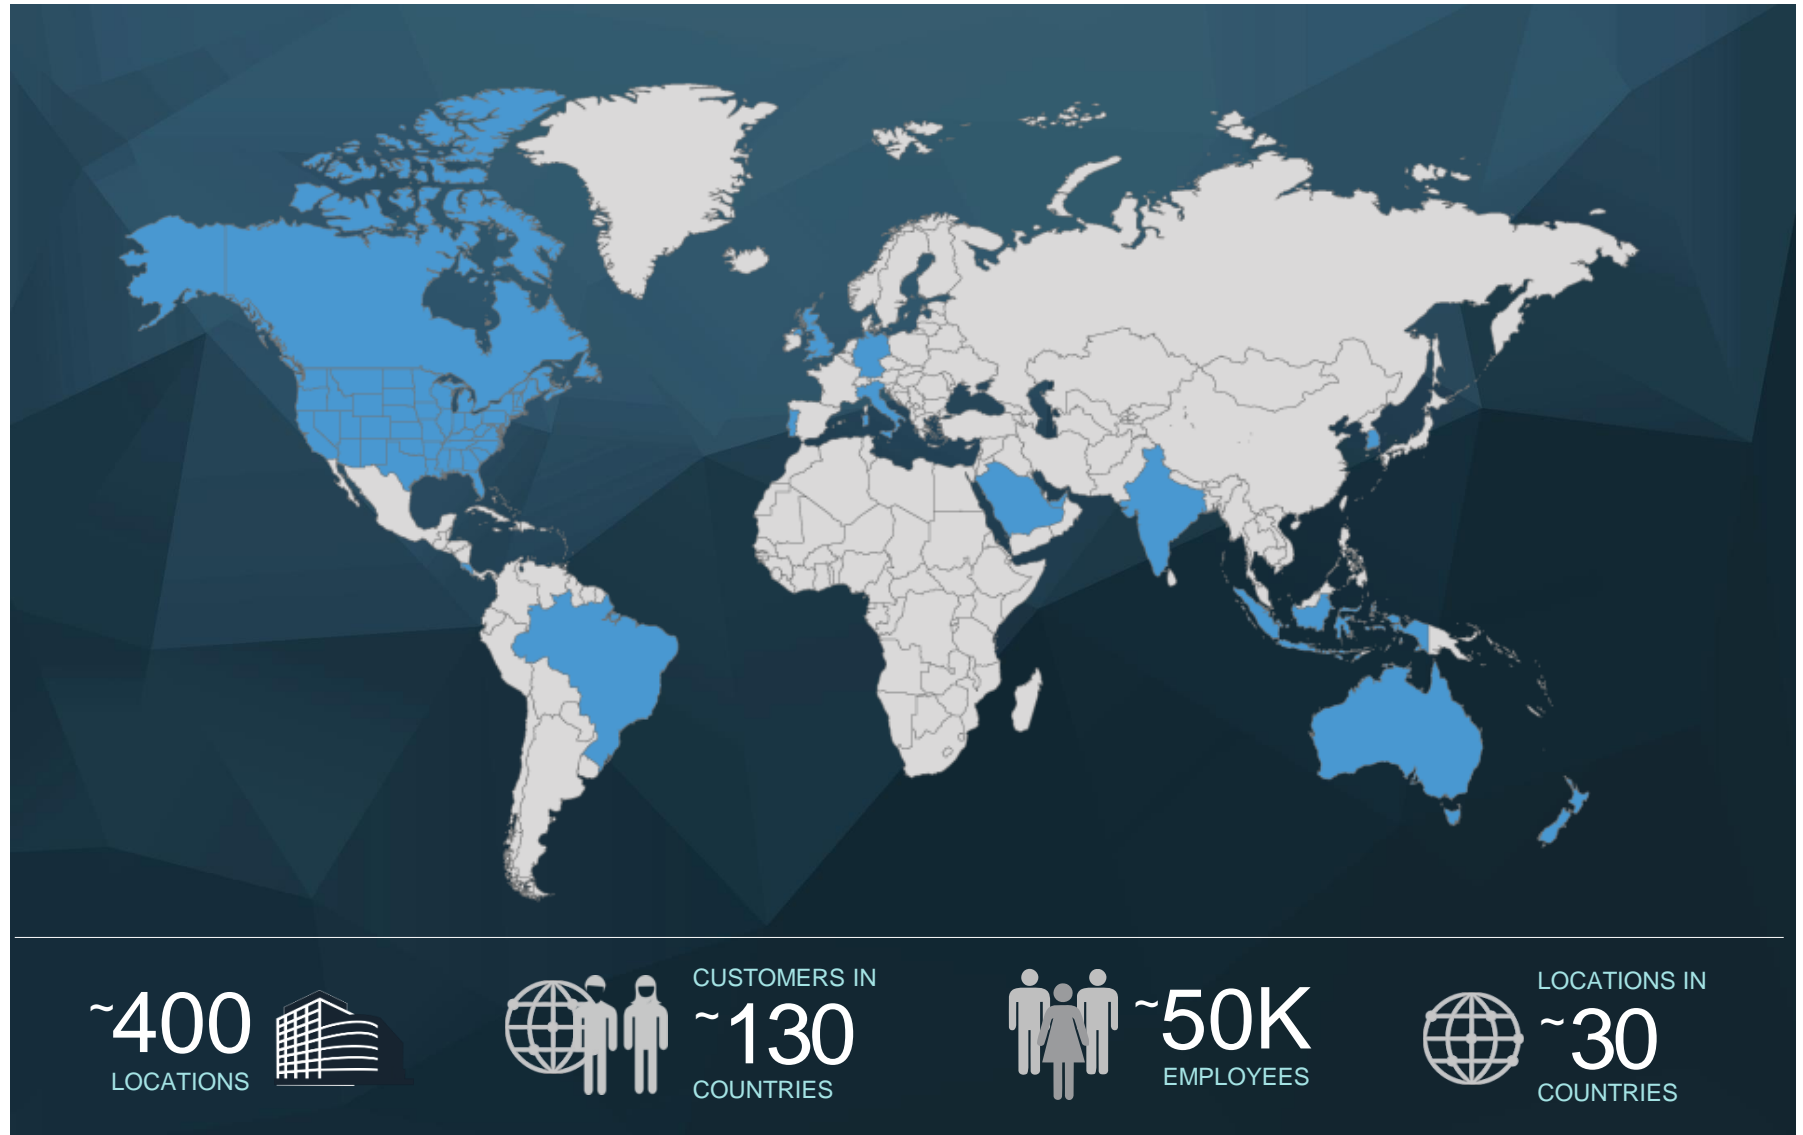 ~400
LOCATIONS
CUSTOMERS IN
~130
COUNTRIES
~50K
EMPLOYEES
LOCATIONS IN
~30
COUNTRIES